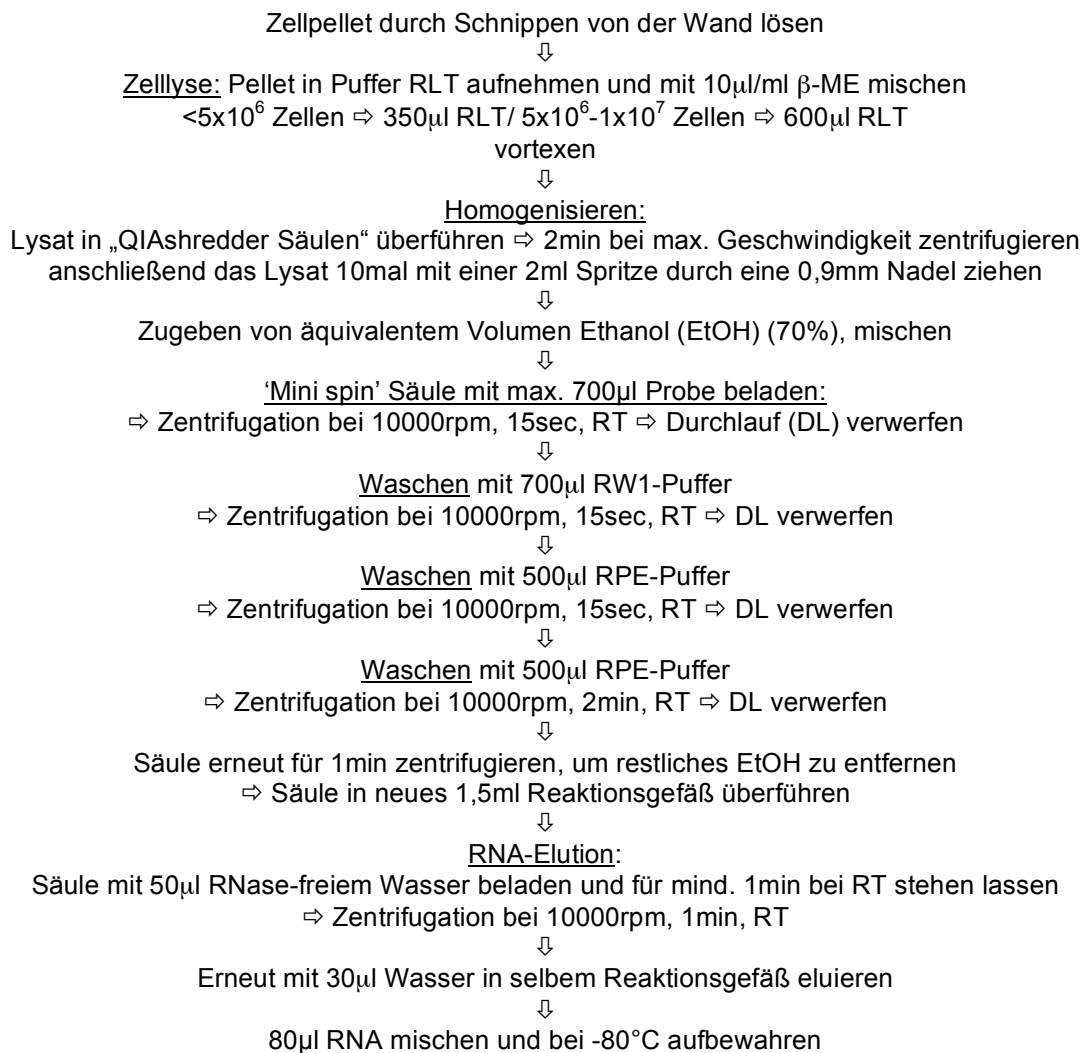 Zellpellet durch Schnippen von der Wand lösen
⇩
Zelllyse: Pellet in Puffer RLT aufnehmen und mit 10µl/ml β-ME mischen
<5x10⁶ Zellen ⇨ 350µl RLT/ 5x10⁶-1x10⁷ Zellen ⇨ 600µl RLT
vortexen
⇩
Homogenisieren:
Lysat in „QIAshredder Säulen“ überführen ⇨ 2min bei max. Geschwindigkeit zentrifugieren
anschließend das Lysat 10mal mit einer 2ml Spritze durch eine 0,9mm Nadel ziehen
⇩
Zugeben von äquivalentem Volumen Ethanol (EtOH) (70%), mischen
⇩
‘Mini spin’ Säule mit max. 700µl Probe beladen:
⇨ Zentrifugation bei 10000rpm, 15sec, RT ⇨ Durchlauf (DL) verwerfen
⇩
Waschen mit 700µl RW1-Puffer
⇨ Zentrifugation bei 10000rpm, 15sec, RT ⇨ DL verwerfen
⇩
Waschen mit 500µl RPE-Puffer
⇨ Zentrifugation bei 10000rpm, 15sec, RT ⇨ DL verwerfen
⇩
Waschen mit 500µl RPE-Puffer
⇨ Zentrifugation bei 10000rpm, 2min, RT ⇨ DL verwerfen
⇩
Säule erneut für 1min zentrifugieren, um restliches EtOH zu entfernen
⇨ Säule in neues 1,5ml Reaktionsgefäß überführen
⇩
RNA-Elution:
Säule mit 50µl RNase-freiem Wasser beladen und für mind. 1min bei RT stehen lassen
⇨ Zentrifugation bei 10000rpm, 1min, RT
⇩
Erneut mit 30µl Wasser in selbem Reaktionsgefäß eluieren
⇩
80µl RNA mischen und bei -80°C aufbewahren